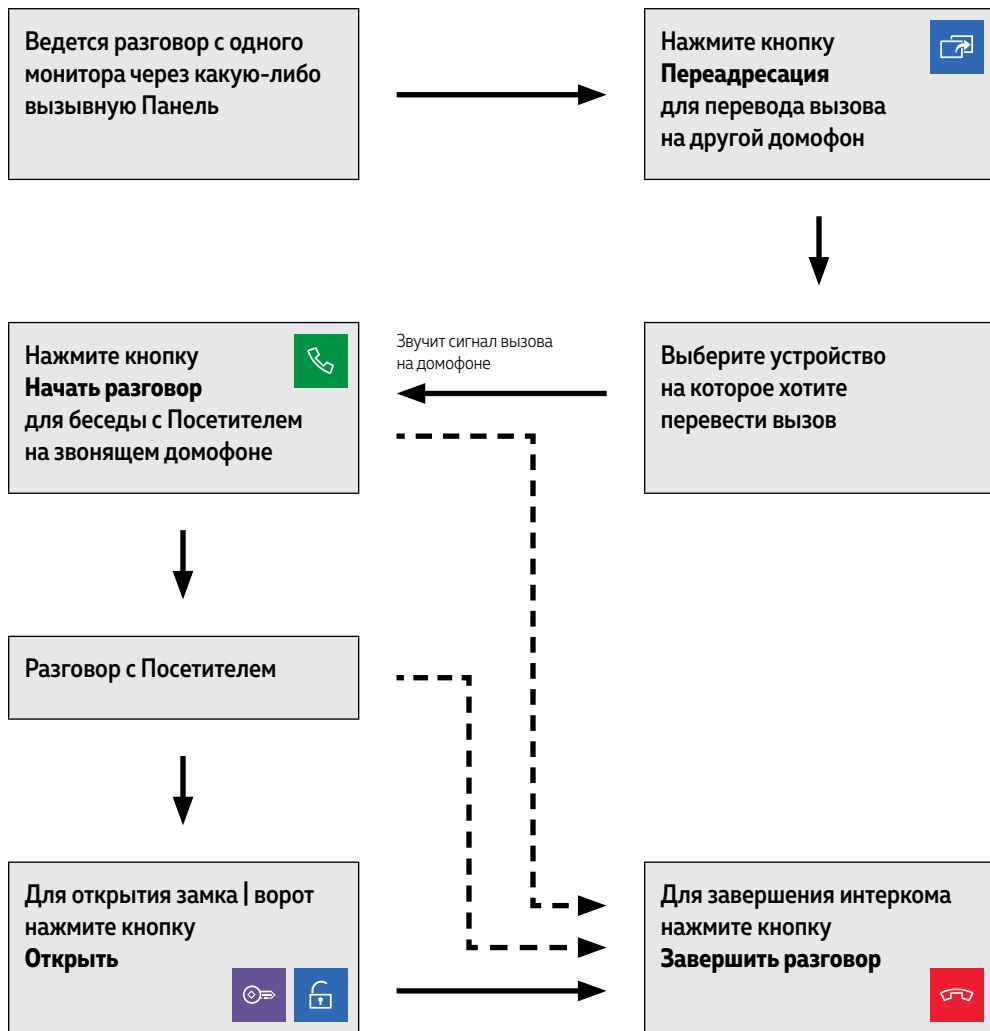 Ведется разговор с одного
монитора через какую-либо
вызывную Панель
Нажмите кнопку
Переадресация
для перевода вызова
на другой домофон
Выберите устройство
на которое хотите
перевести вызов
Звучит сигнал вызова
на домофоне
Нажмите кнопку
Начать разговор
для беседы с Посетителем
на звонящем домофоне
Разговор с Посетителем
Для открытия замка | ворот
нажмите кнопку
Открыть
Для завершения интеркома
нажмите кнопку
Завершить разговор